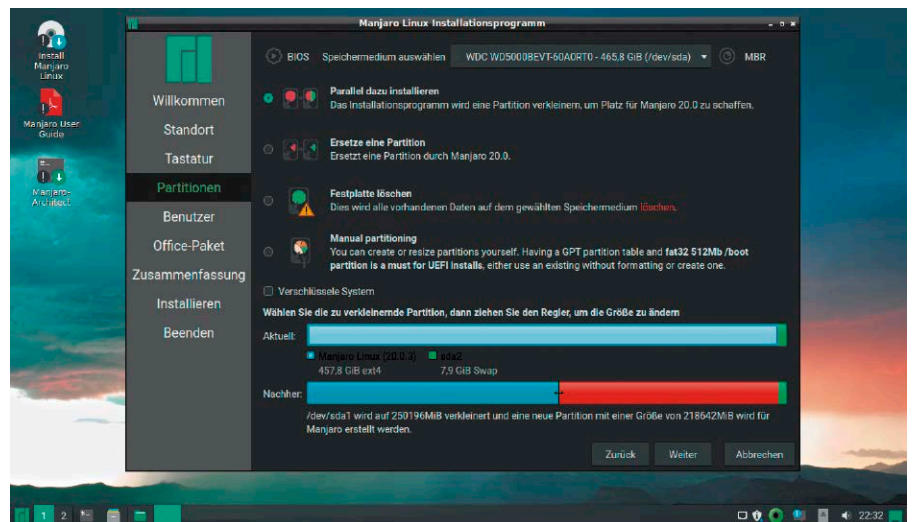 Install
Manjaro
Linux
Manjaro User
Guide
Manjaro-
Architect
Manjaro Linux Installationsprogramm
BIOS Speichermedium auswählen WDC WD5000BEVT-60A0RT0 - 465,8 GiB (/dev/sda) MBR
Willkommen
Standort
Tastatur
Partitionen
Benutzer
Office-Paket
Zusammenfassung
Installieren
Beenden
Parallel dazu installieren
Das Installationsprogramm wird eine Partition verkleinern, um Platz für Manjaro 20.0 zu schaffen.
Ersetze eine Partition
Ersetzt eine Partition durch Manjaro 20.0.
Festplatte löschen
Dies wird alle vorhandenen Daten auf dem gewählten Speichermedium löschen.
Manual partitioning
You can create or resize partitions yourself. Having a GPT partition table and fat32 512Mb /boot
partition is a must for UEFI installs, either use an existing without formatting or create one.
Verschlüssele System
Wählen Sie die zu verkleinernde Partition, dann ziehen Sie den Regler, um die Größe zu ändern
Aktuell:
Manjaro Linux (20.0.3) sda2
457,8 GiB ext4 7,9 GiB Swap
Nachher:
/dev/sda1 wird auf 250196MiB verkleinert und eine neue Partition mit einer Größe von 218642MiB wird für
Manjaro erstellt werden.
Zurück Weiter Abbrechen
1 2 22:32